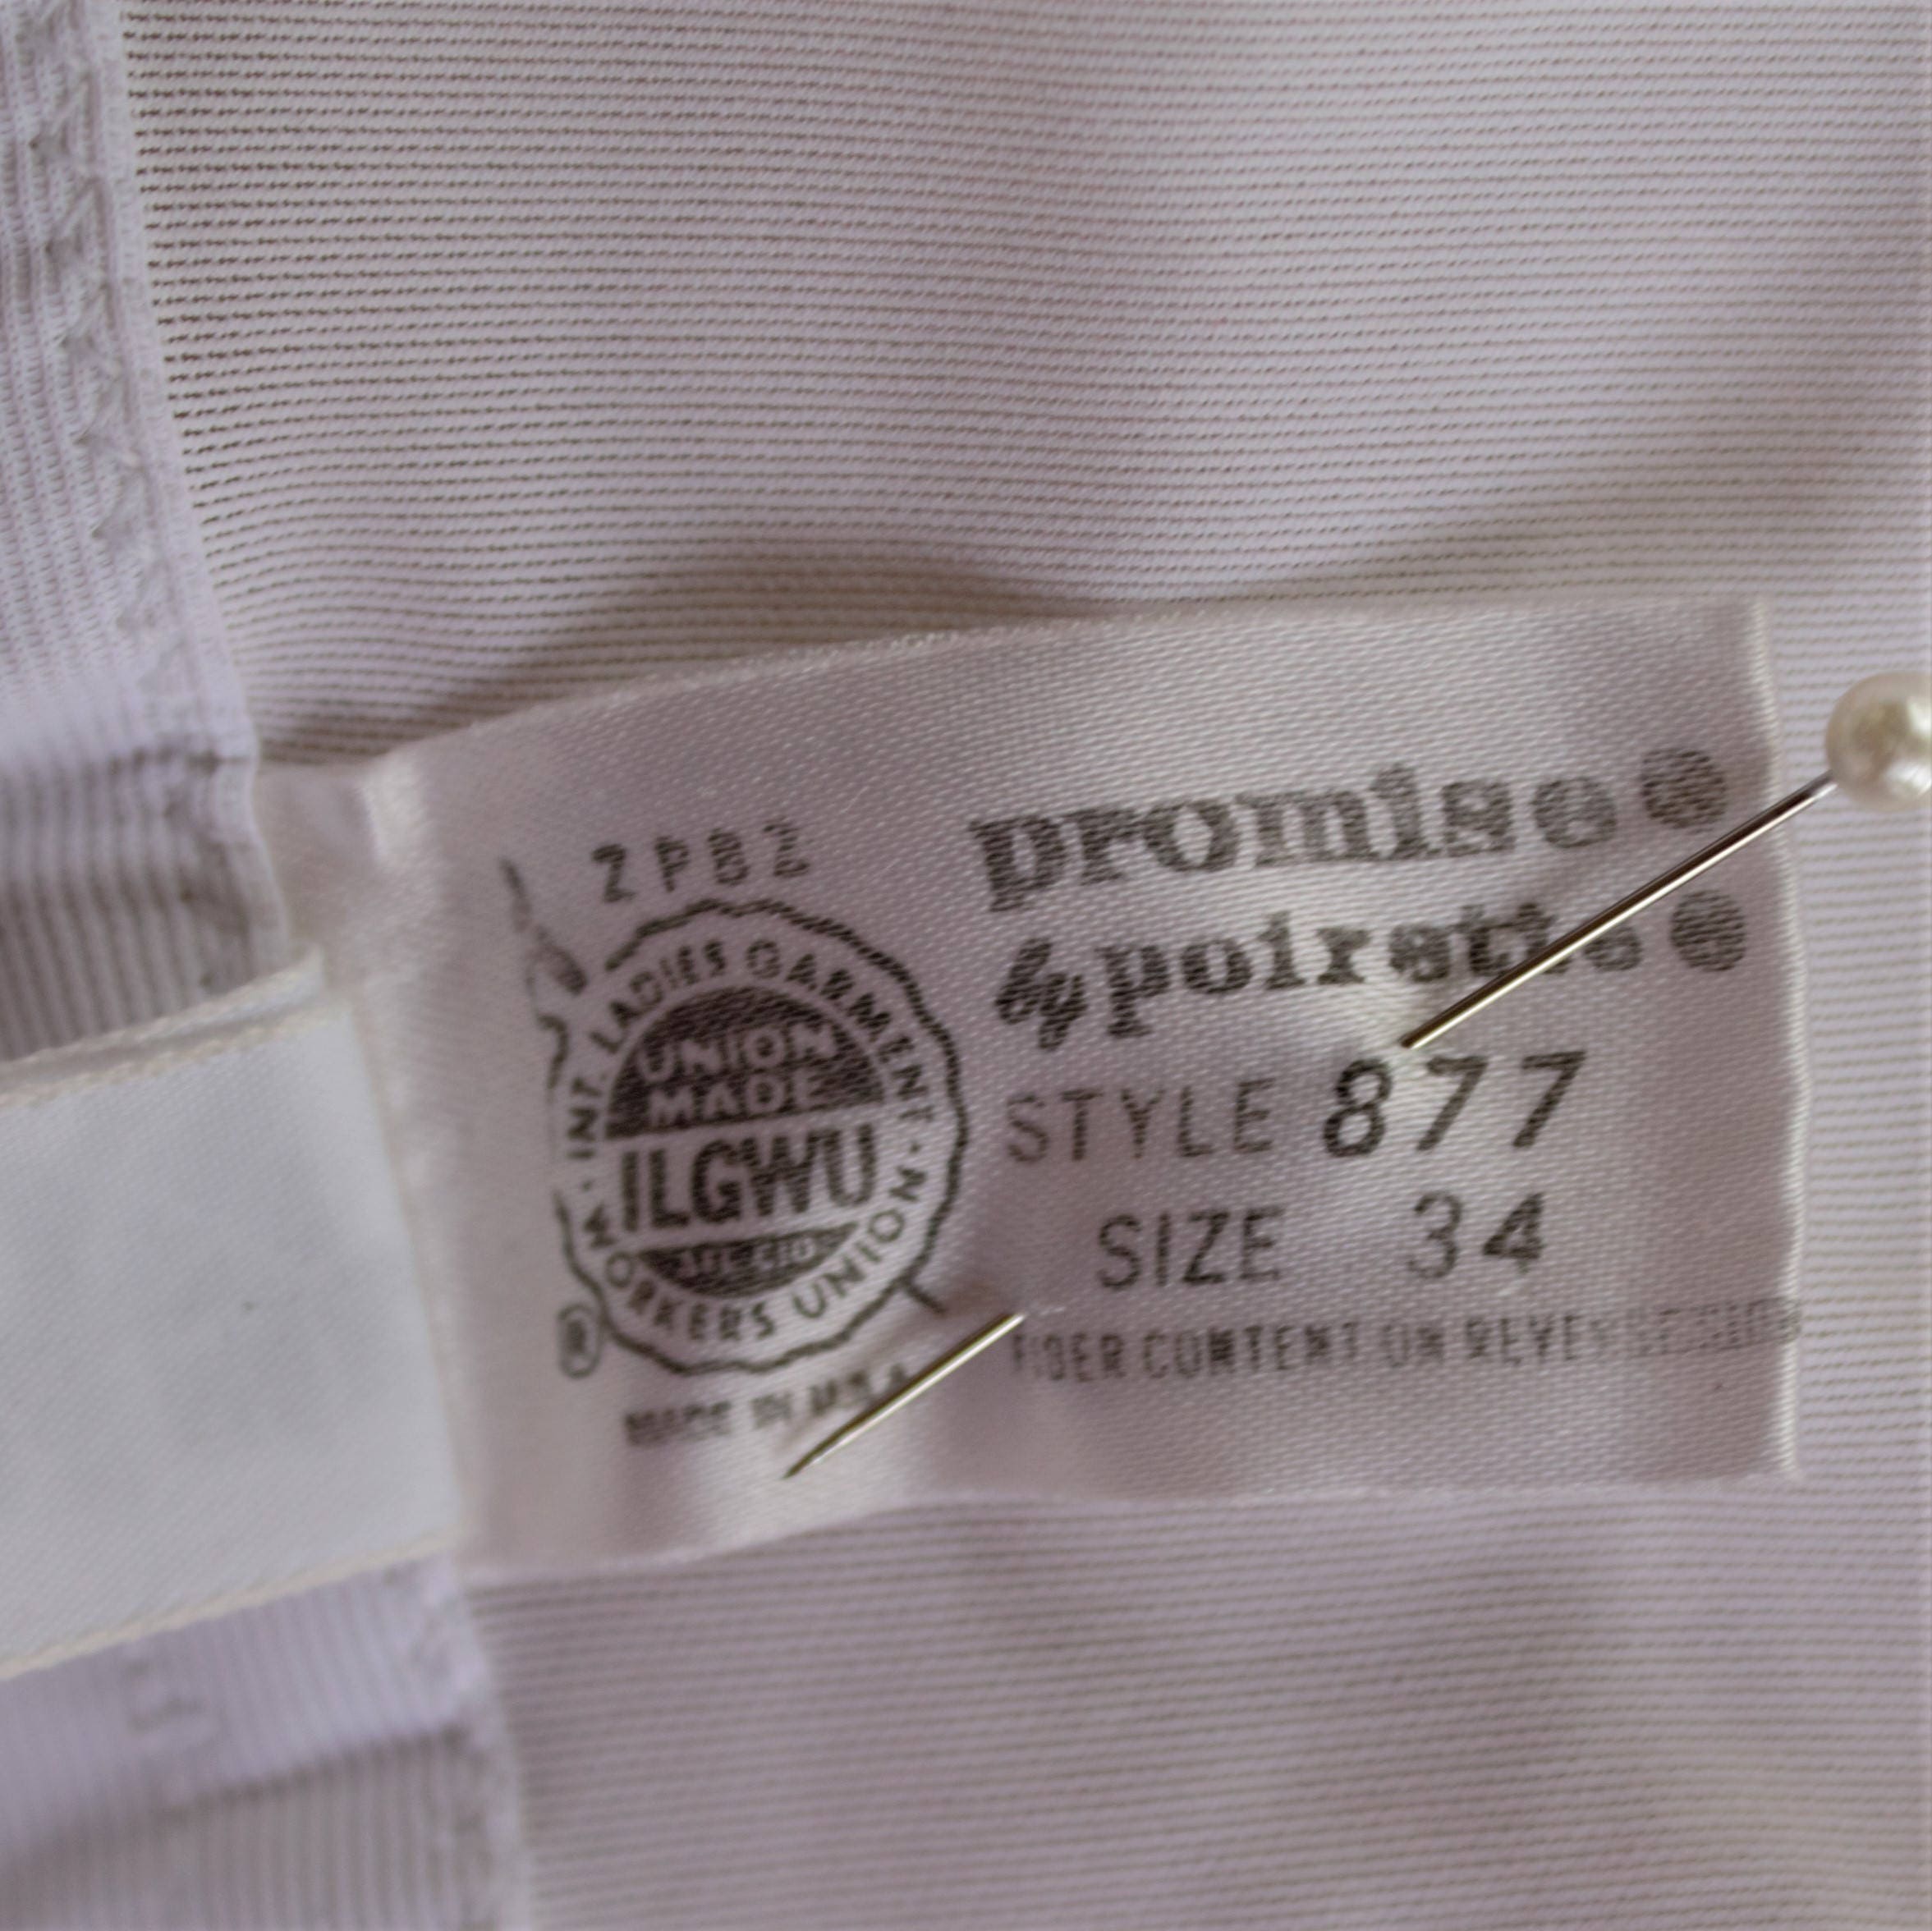 ZPBZ
INT. LADIES GARMENT WORKERS UNION
UNION
MADE
ILGWU
®
MADE IN U.S.A.
promise ®
by poirette ®
STYLE 877
SIZE 34
FIBER CONTENT ON REVERSE SIDE